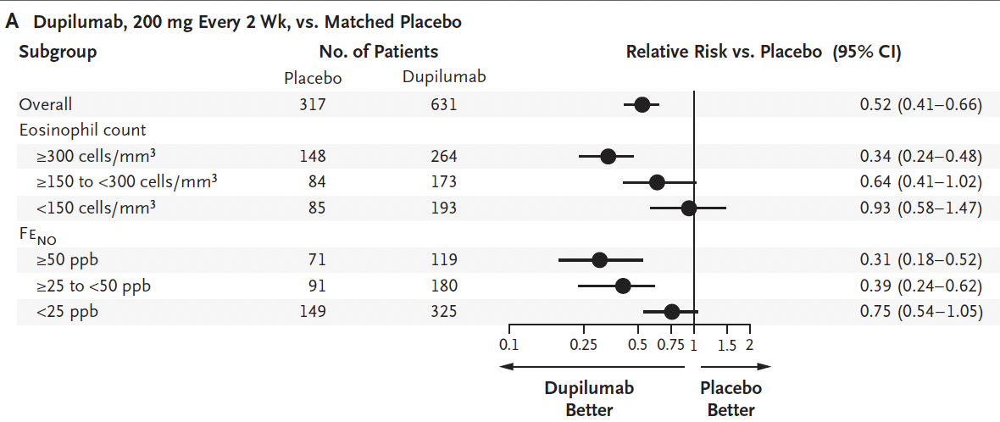 A Dupilumab, 200 mg Every 2 Wk, vs. Matched Placebo
Subgroup No. of Patients Relative Risk vs. Placebo (95% CI)
Placebo Dupilumab
Overall 317 631 0.52 (0.41–0.66)
Eosinophil count
≥300 cells/mm³ 148 264 0.34 (0.24–0.48)
≥150 to <300 cells/mm³ 84 173 0.64 (0.41–1.02)
<150 cells/mm³ 85 193 0.93 (0.58–1.47)
FENO
≥50 ppb 71 119 0.31 (0.18–0.52)
≥25 to <50 ppb 91 180 0.39 (0.24–0.62)
<25 ppb 149 325 0.75 (0.54–1.05)
0.1 0.25 0.5 0.75 1 1.5 2
Dupilumab Better Placebo Better